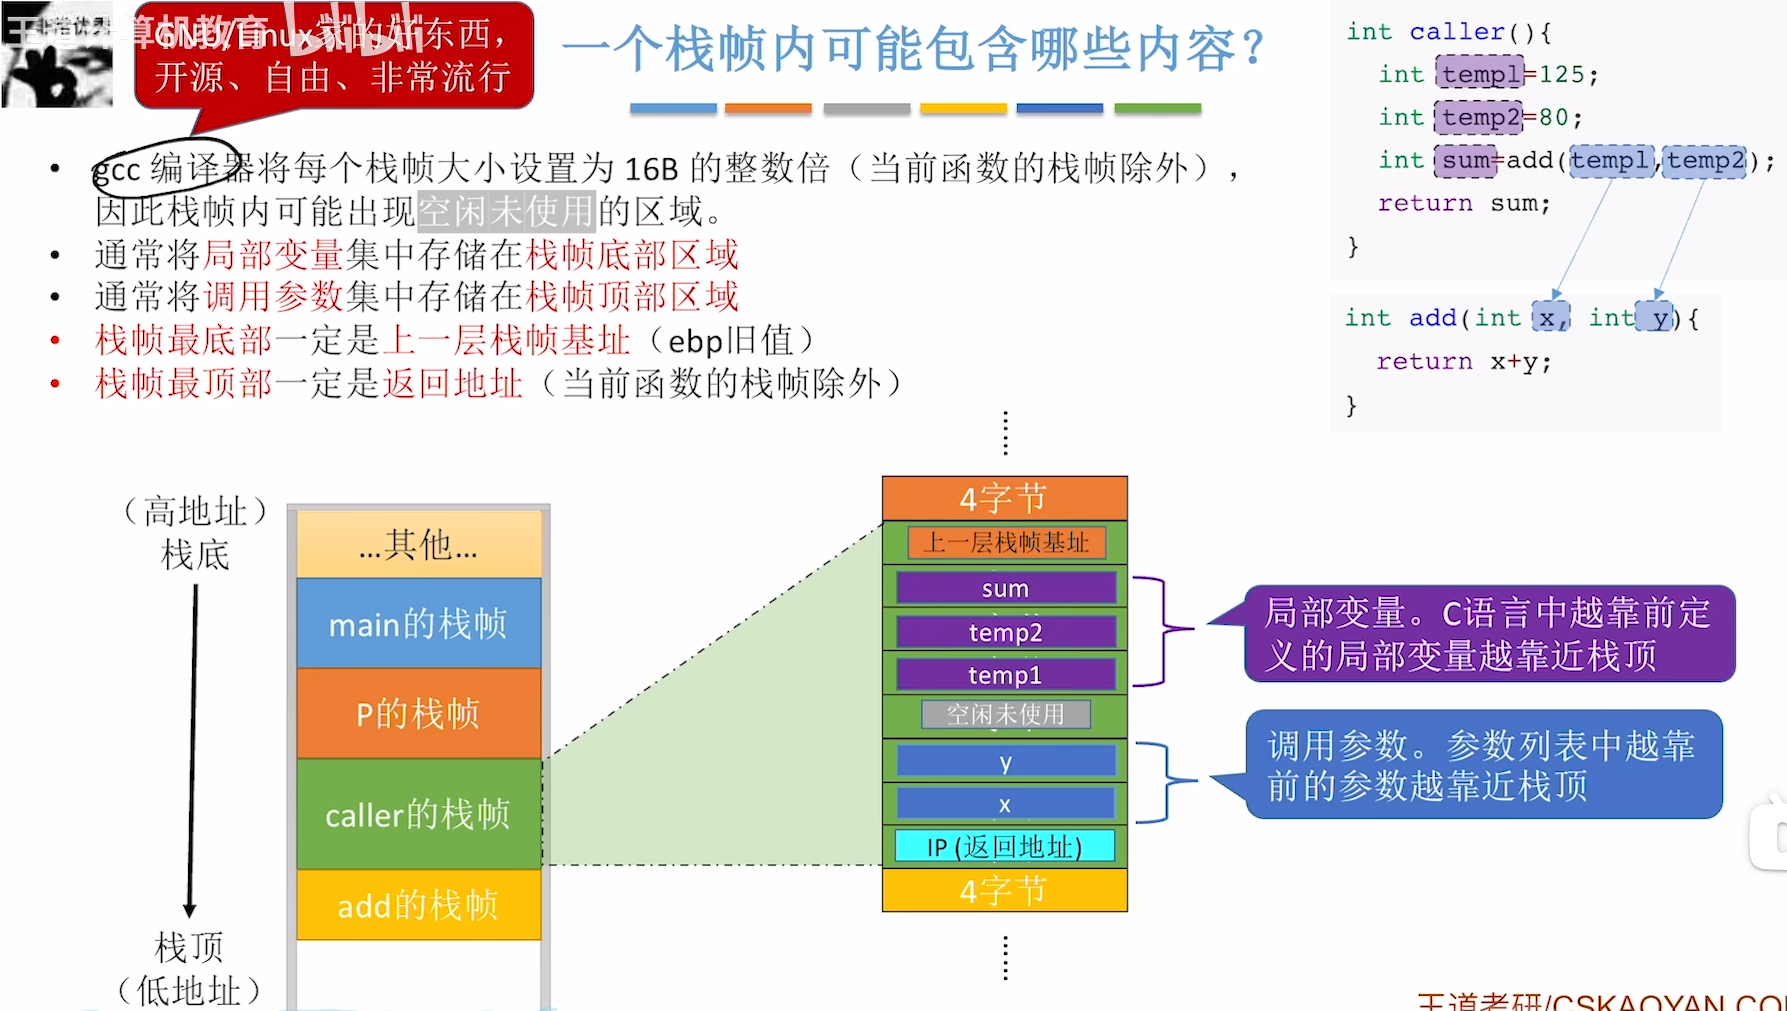 GNU/Linux家的好东西，
开源、自由、非常流行
一个栈帧内可能包含哪些内容？
• gcc 编译器将每个栈帧大小设置为 16B 的整数倍（当前函数的栈帧除外），
因此栈帧内可能出现空闲未使用的区域。
• 通常将局部变量集中存储在栈帧底部区域
• 通常将调用参数集中存储在栈帧顶部区域
• 栈帧最底部一定是上一层栈帧基址（ebp旧值）
• 栈帧最顶部一定是返回地址（当前函数的栈帧除外）
int caller(){
int temp1=125;
int temp2=80;
int sum=add(temp1,temp2);
return sum;
}
int add(int x, int y){
return x+y;
}
（高地址）
栈底
栈顶
（低地址）
...其他...
main的栈帧
P的栈帧
caller的栈帧
add的栈帧
4字节
上一层栈帧基址
sum
temp2
temp1
空闲未使用
y
x
IP (返回地址)
4字节
局部变量。C语言中越靠前定
义的局部变量越靠近栈顶
调用参数。参数列表中越靠
前的参数越靠近栈顶
王道考研/CSKAOYAN.COM